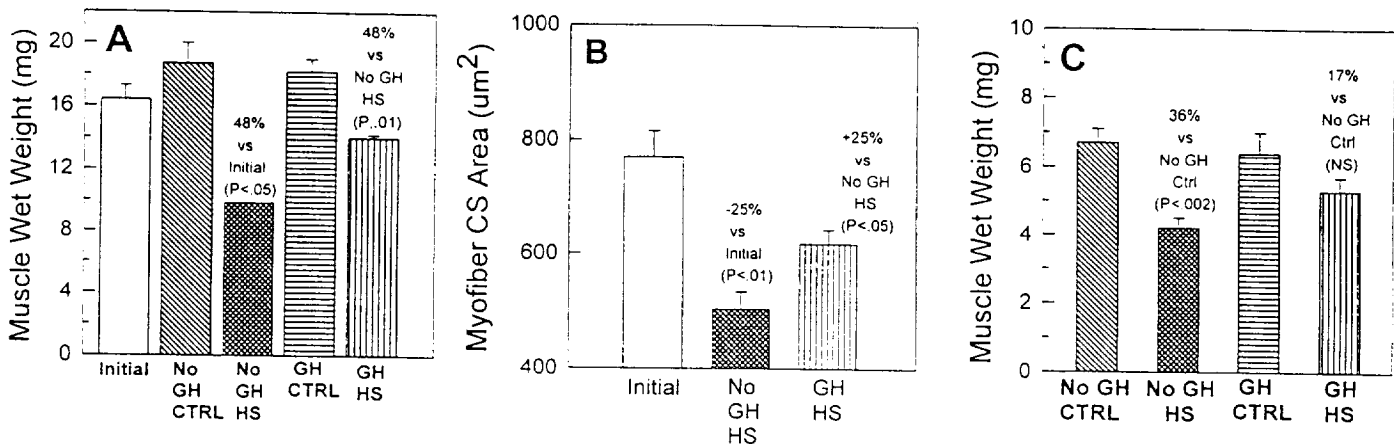 A
Muscle Wet Weight (mg)
20
16
12
8
4
0
48%
vs
Initial
(P<.05)
48%
vs
No GH
HS
(P,.01)
Initial
No
GH
CTRL
No
GH
HS
GH
CTRL
GH
HS
B
Myofiber CS Area (um²)
1000
800
600
400
-25%
vs
Initial
(P<.01)
+25%
vs
No GH
HS
(P<.05)
Initial
No
GH
HS
GH
HS
C
Muscle Wet Weight (mg)
10
8
6
4
2
0
36%
vs
No GH
Ctrl
(P<.002)
17%
vs
No GH
Ctrl
(NS)
No GH
CTRL
No GH
HS
GH
CTRL
GH
HS